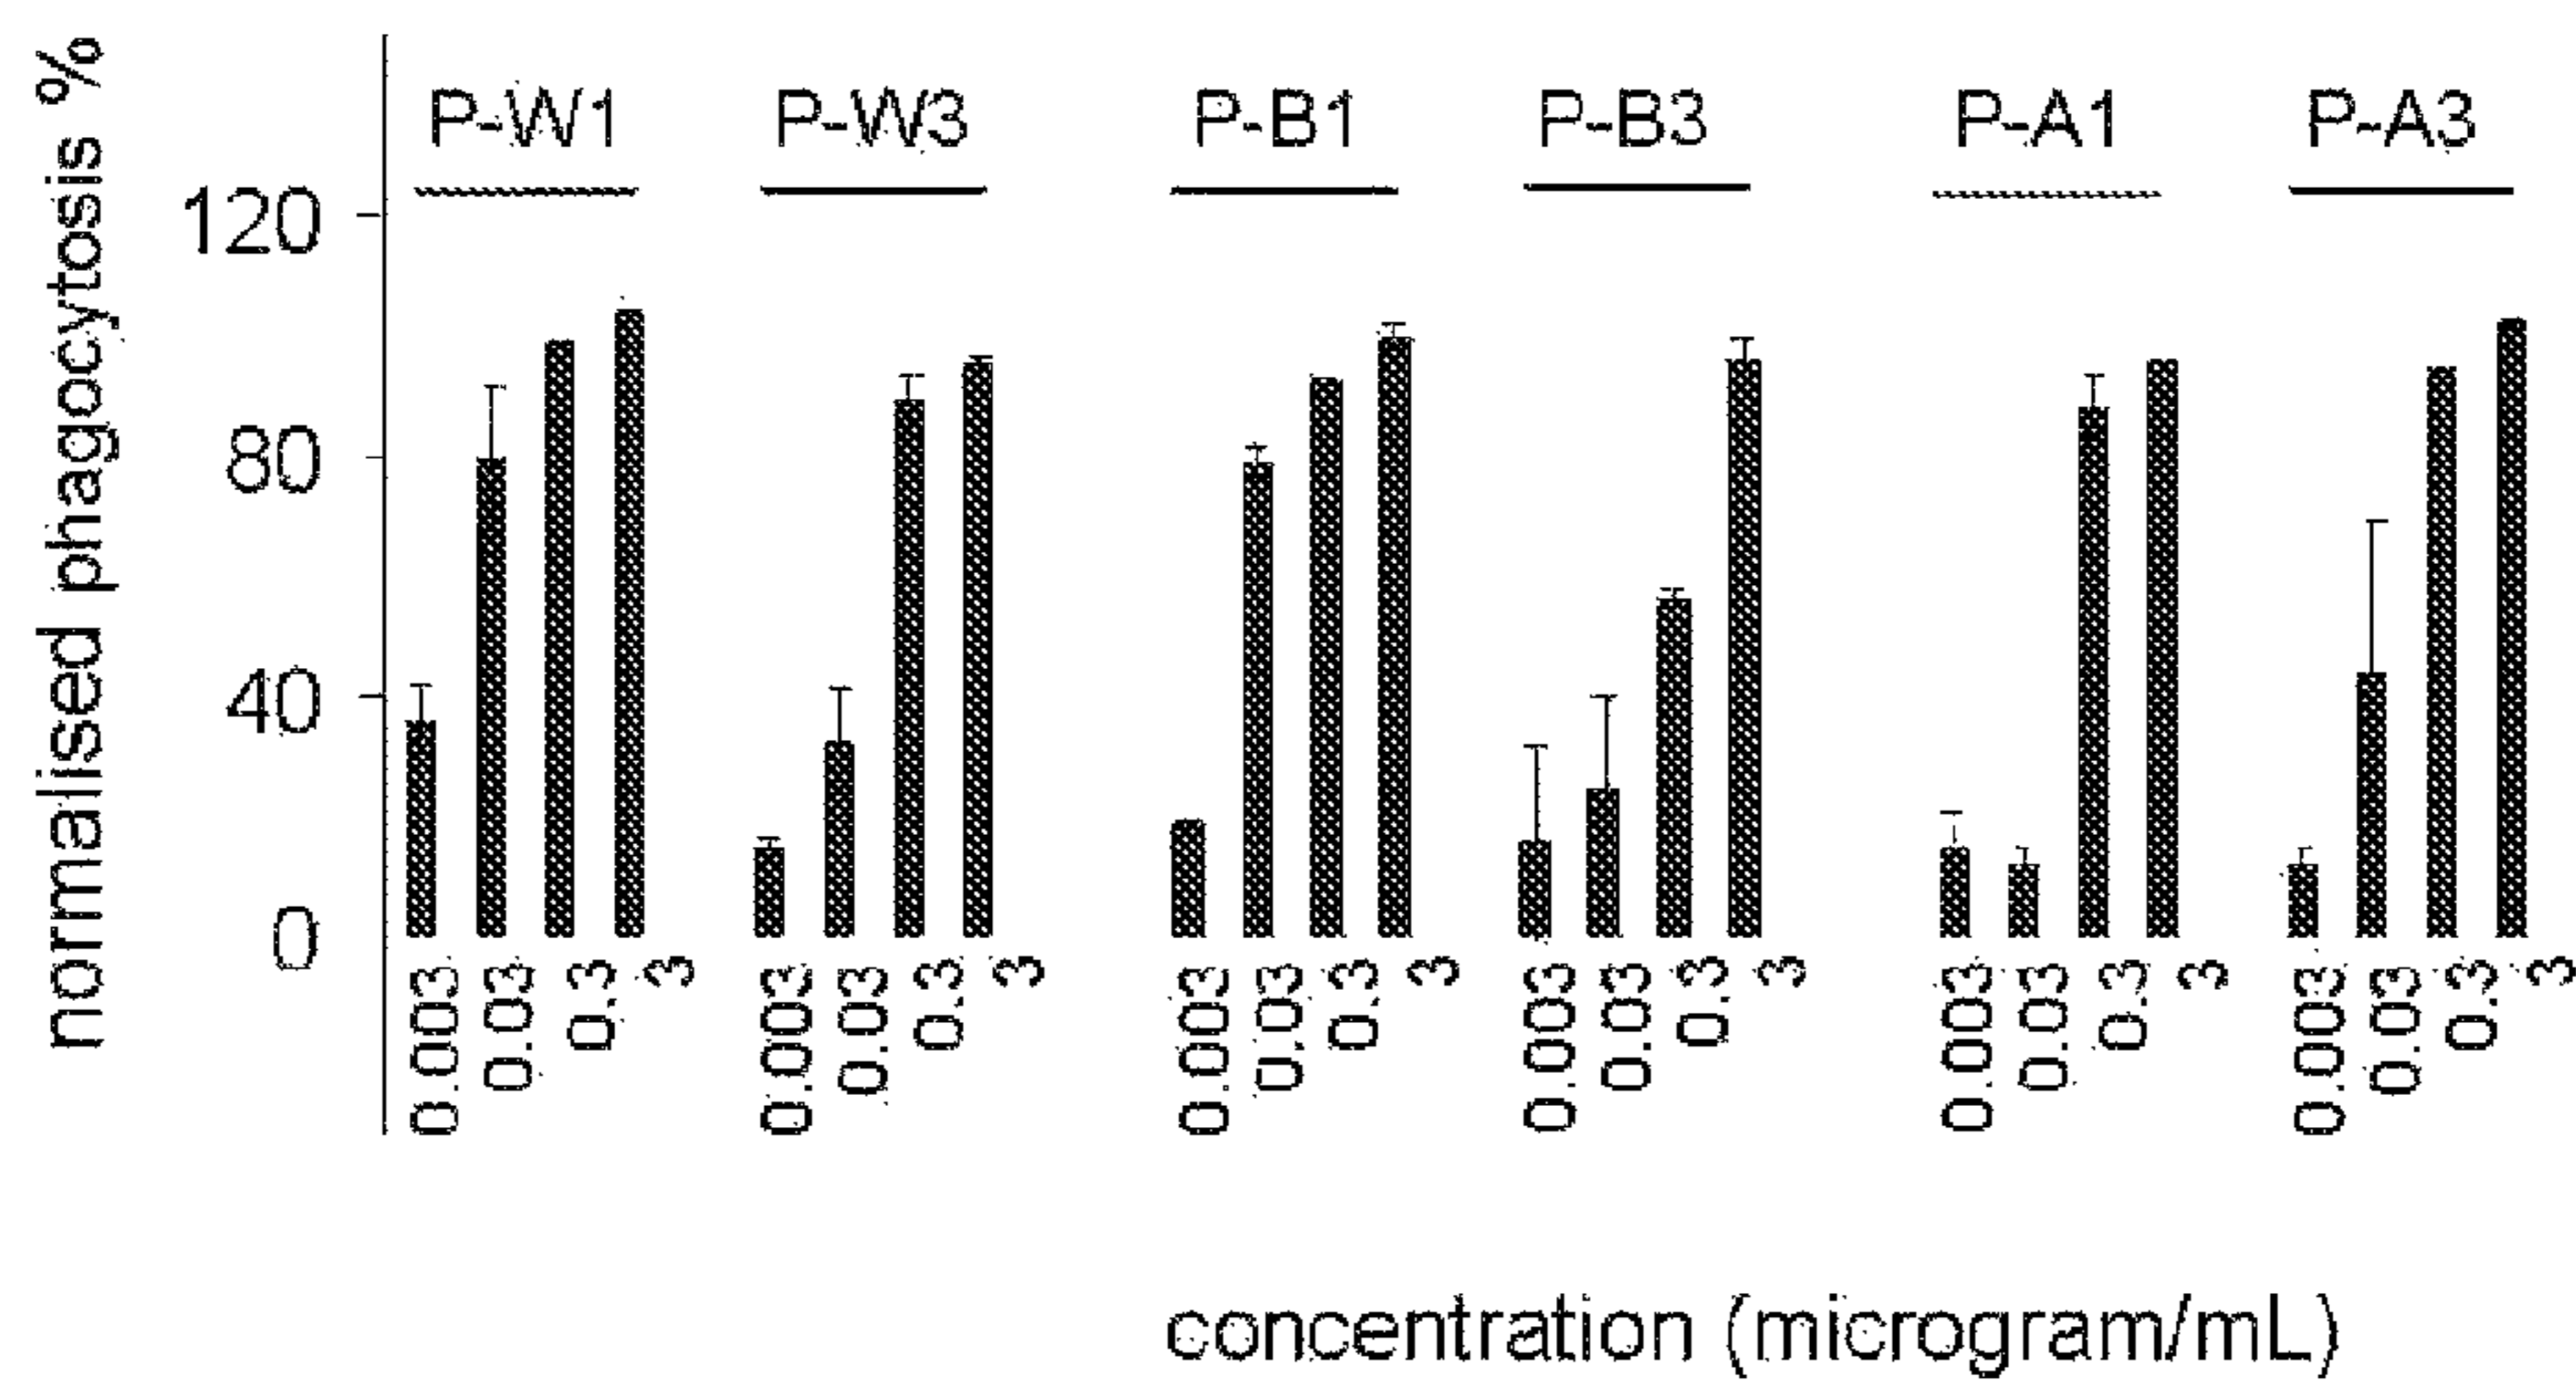 normalised phagocytosis %
P-W1 P-W3 P-B1 P-B3 P-A1 P-A3
120
80
40
0
0.003 0.03 0.3 3 0.003 0.03 0.3 3 0.003 0.03 0.3 3 0.003 0.03 0.3 3 0.003 0.03 0.3 3 0.003 0.03 0.3 3
concentration (microgram/mL)